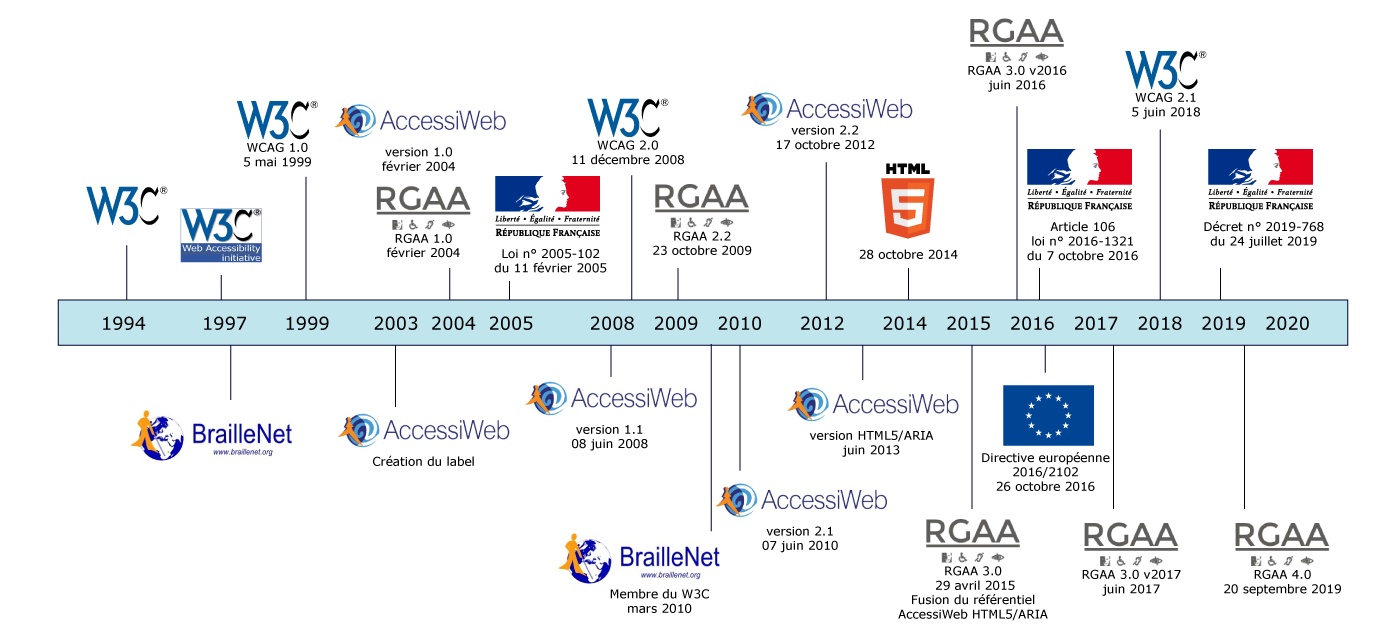 RGAA
RGAA 3.0 v2016
juin 2016
W3C®
WCAG 2.1
5 juin 2018
W3C®
WCAG 1.0
5 mai 1999
AccessiWeb
version 1.0
février 2004
W3C®
WCAG 2.0
11 décembre 2008
AccessiWeb
version 2.2
17 octobre 2012
W3C®
W3C®
Web Accessibility
initiative
RGAA
RGAA 1.0
février 2004
Liberté • Égalité • Fraternité
RÉPUBLIQUE FRANÇAISE
Loi n° 2005-102
du 11 février 2005
RGAA
RGAA 2.2
23 octobre 2009
HTML
5
28 octobre 2014
Liberté • Égalité • Fraternité
RÉPUBLIQUE FRANÇAISE
Article 106
loi n° 2016-1321
du 7 octobre 2016
Liberté • Égalité • Fraternité
RÉPUBLIQUE FRANÇAISE
Décret n° 2019-768
du 24 juillet 2019
1994 1997 1999 2003 2004 2005 2008 2009 2010 2012 2014 2015 2016 2017 2018 2019 2020
BrailleNet
www.braillenet.org
AccessiWeb
Création du label
AccessiWeb
version 1.1
08 juin 2008
BrailleNet
www.braillenet.org
Membre du W3C
mars 2010
AccessiWeb
version 2.1
07 juin 2010
AccessiWeb
version HTML5/ARIA
juin 2013
RGAA
RGAA 3.0
29 avril 2015
Fusion du référentiel
AccessiWeb HTML5/ARIA
Directive européenne
2016/2102
26 octobre 2016
RGAA
RGAA 3.0 v2017
juin 2017
RGAA
RGAA 4.0
20 septembre 2019